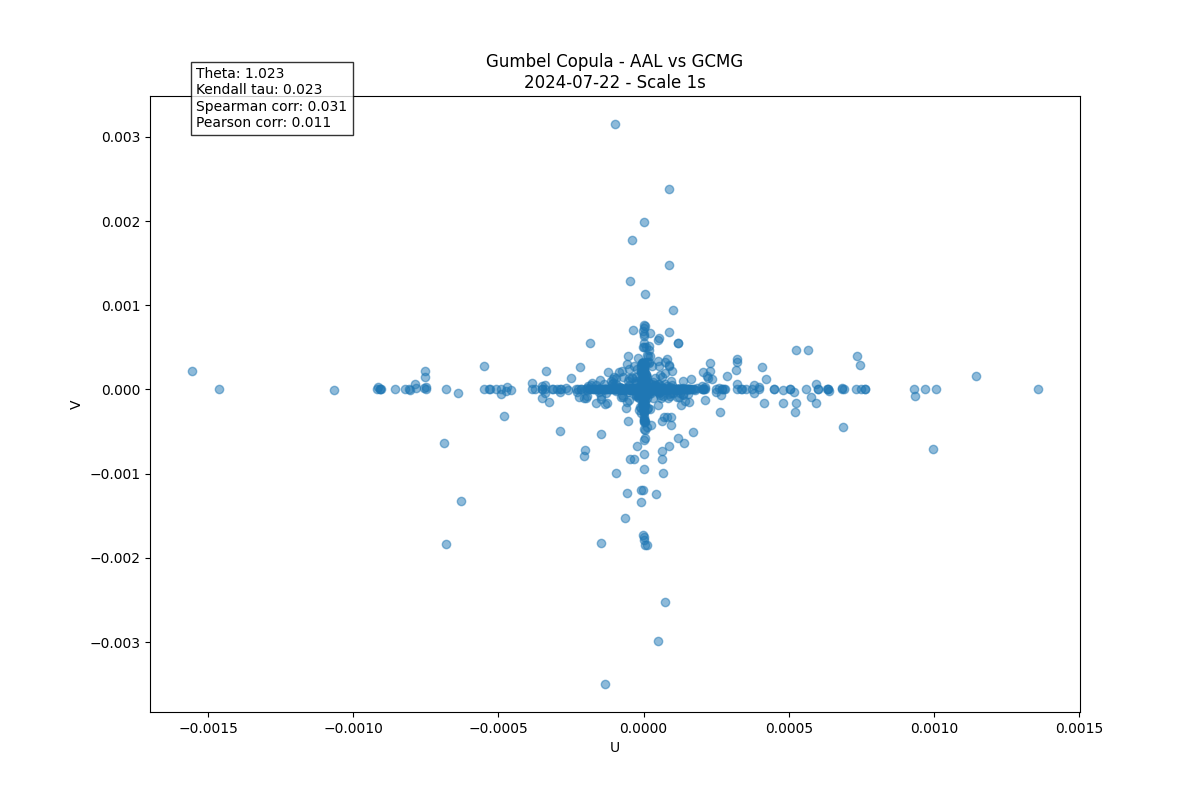 Gumbel Copula - AAL vs GCMG
2024-07-22 - Scale 1s
Theta: 1.023
Kendall tau: 0.023
Spearman corr: 0.031
Pearson corr: 0.011
0.003
0.002
0.001
0.000
−0.001
−0.002
−0.003
V
−0.0015
−0.0010
−0.0005
0.0000
0.0005
0.0010
0.0015
U